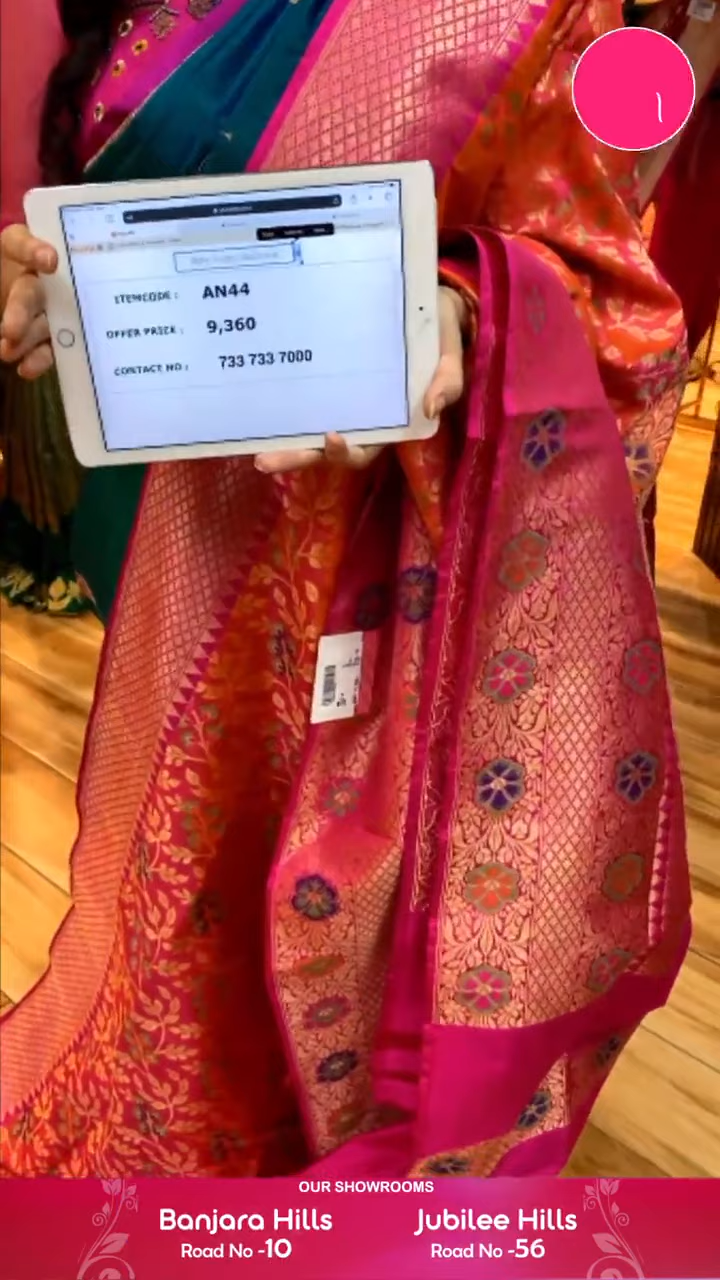 ITEMCODE : AN44
OFFER PRICE : 9,360
CONTACT NO : 733 733 7000
OUR SHOWROOMS
Banjara Hills Jubilee Hills
Road No -10 Road No -56